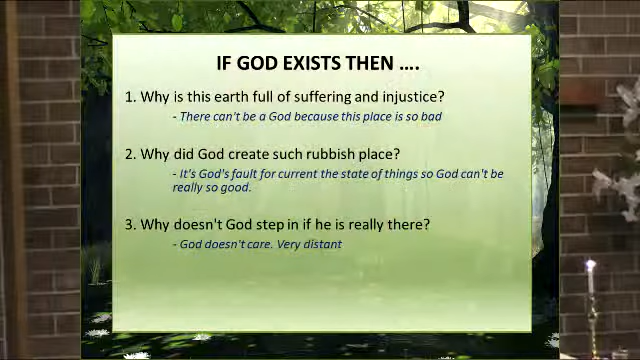 IF GOD EXISTS THEN ....
1. Why is this earth full of suffering and injustice?
- There can't be a God because this place is so bad
2. Why did God create such rubbish place?
- It's God's fault for current the state of things so God can't be
really so good.
3. Why doesn't God step in if he is really there?
- God doesn't care. Very distant